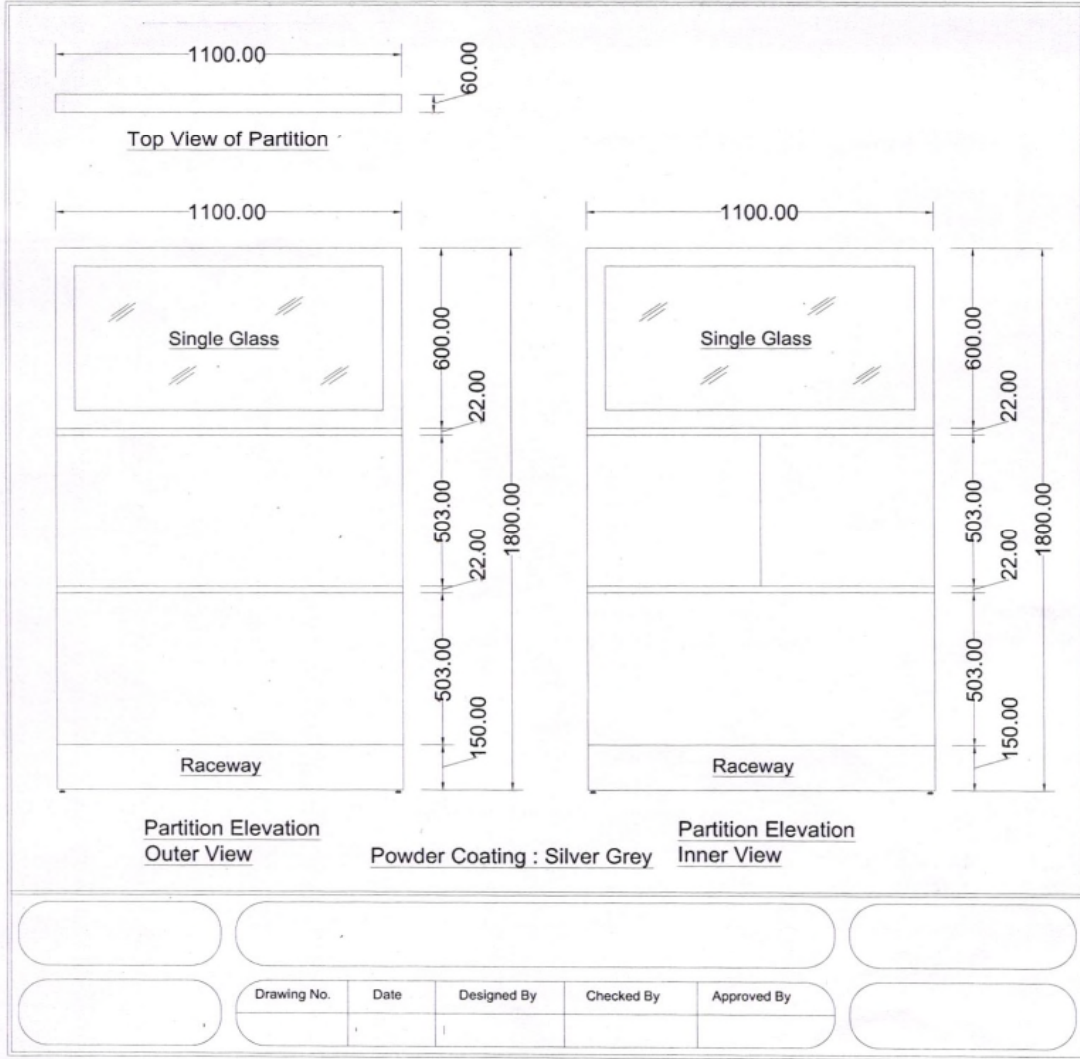 1100.00
60.00
Top View of Partition
1100.00
1100.00
Single Glass
600.00
22.00
503.00
22.00
1800.00
503.00
150.00
Raceway
Single Glass
600.00
22.00
503.00
22.00
1800.00
503.00
150.00
Raceway
Partition Elevation
Outer View
Powder Coating : Silver Grey
Partition Elevation
Inner View
Drawing No. Date Designed By Checked By Approved By